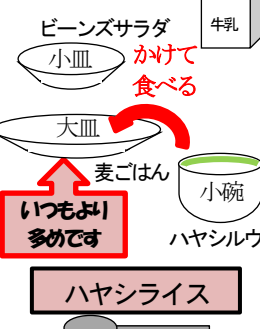 牛乳
ビーンズサラダ
小皿
かけて
食べる
大皿
麦ごはん
小碗
いつもより
多めです
ハヤシルウ
ハヤシライス